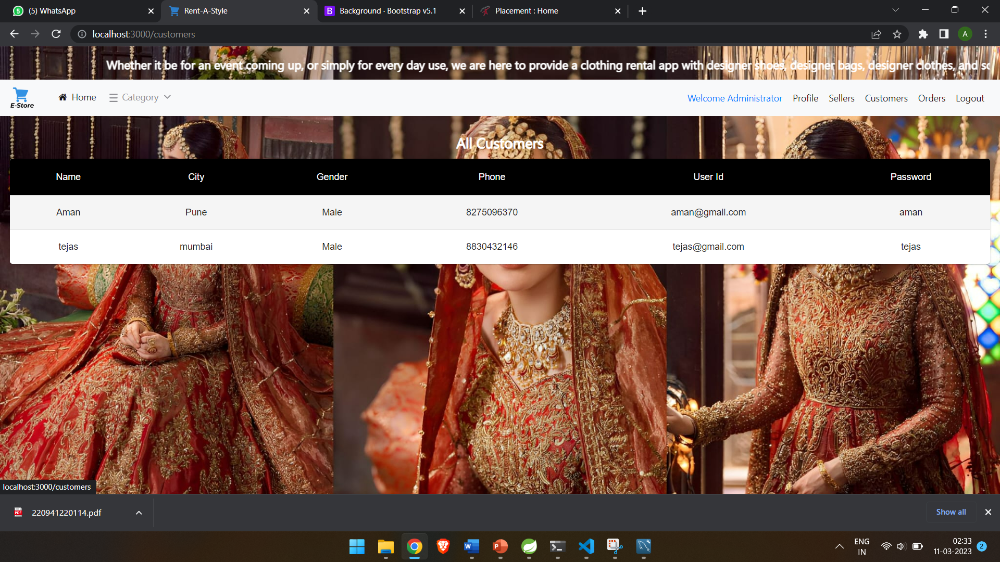 (5) WhatsApp
Rent-A-Style
Background · Bootstrap v5.1
Placement : Home
localhost:3000/customers
A
Whether it be for an event coming up, or simply for every day use, we are here to provide a clothing rental app with designer shoes, designer bags, designer clothes, and so
E-Store
Home
Category
Welcome Administrator
Profile
Sellers
Customers
Orders
Logout
All Customers
Name City Gender Phone User Id Password
Aman Pune Male 8275096370 aman@gmail.com aman
tejas mumbai Male 8830432146 tejas@gmail.com tejas
localhost:3000/customers
PDF
220941220114.pdf
Show all
ENG
IN
02:33
11-03-2023
2